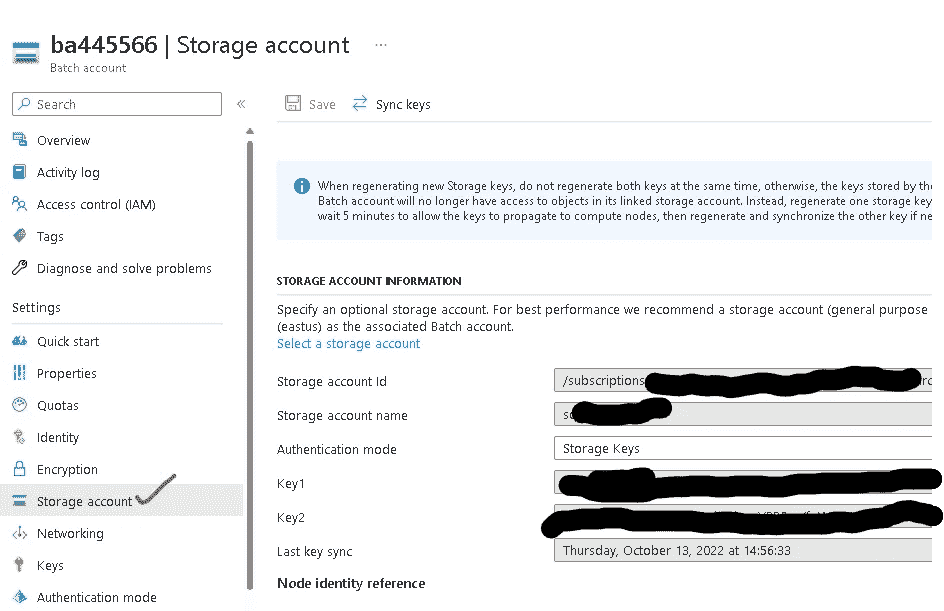 ba445566 | Storage account ...
Batch account
Search
«
Save
Sync keys
Overview
Activity log
Access control (IAM)
Tags
Diagnose and solve problems
Settings
Quick start
Properties
Quotas
Identity
Encryption
Storage account
Networking
Keys
Authentication mode
When regenerating new Storage keys, do not regenerate both keys at the same time, otherwise, the keys stored by the
Batch account will no longer have access to objects in its linked storage account. Instead, regenerate one storage key
wait 5 minutes to allow the keys to propagate to compute nodes, then regenerate and synchronize the other key if ne
STORAGE ACCOUNT INFORMATION
Specify an optional storage account. For best performance we recommend a storage account (general purpose
(eastus) as the associated Batch account.
Select a storage account
Storage account Id
/subscriptions
Storage account name
Authentication mode
Storage Keys
Key1
Key2
Last key sync
Thursday, October 13, 2022 at 14:56:33
Node identity reference